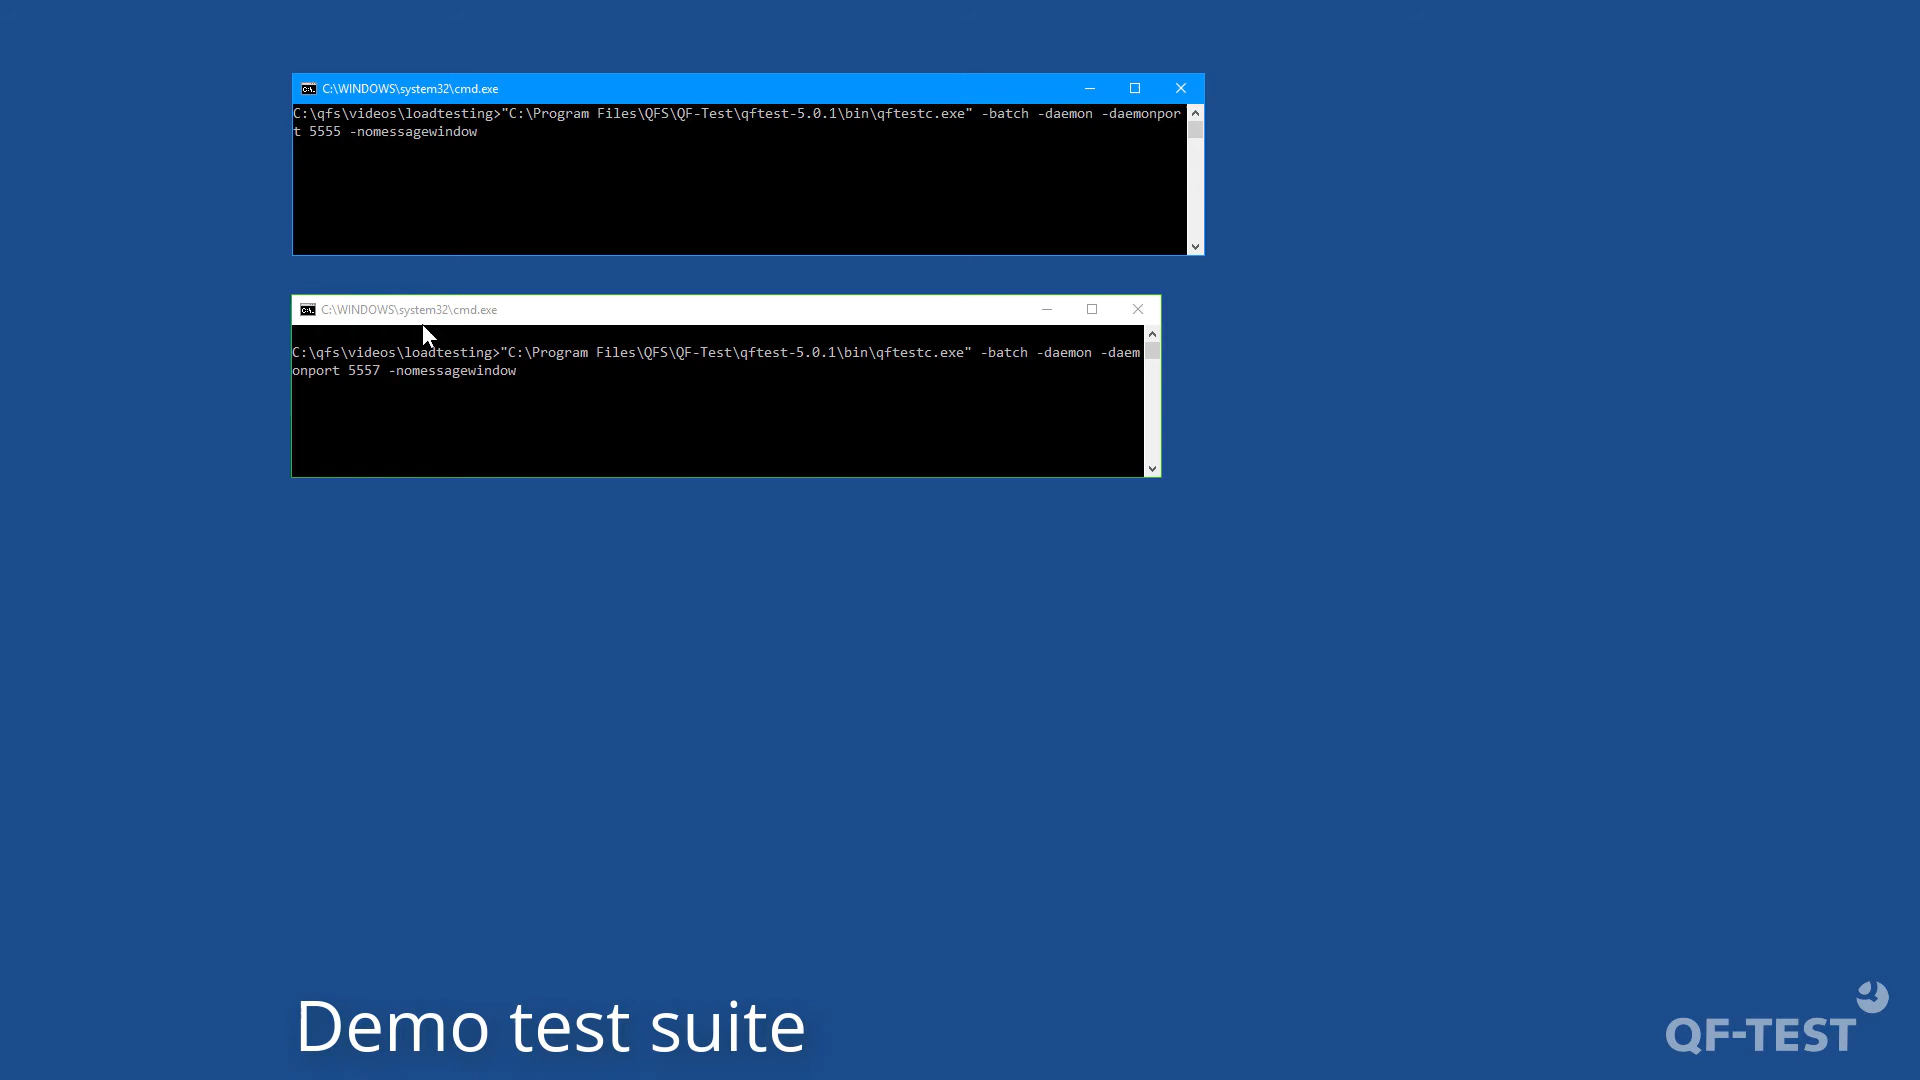 C:\WINDOWS\system32\cmd.exe
C:\qfs\videos\loadtesting>"C:\Program Files\QFS\QF-Test\qftest-5.0.1\bin\qftestc.exe" -batch -daemon -daemonpor
t 5555 -nomessagewindow
C:\WINDOWS\system32\cmd.exe
C:\qfs\videos\loadtesting>"C:\Program Files\QFS\QF-Test\qftest-5.0.1\bin\qftestc.exe" -batch -daemon -daem
onport 5557 -nomessagewindow
Demo test suite
QF-TEST